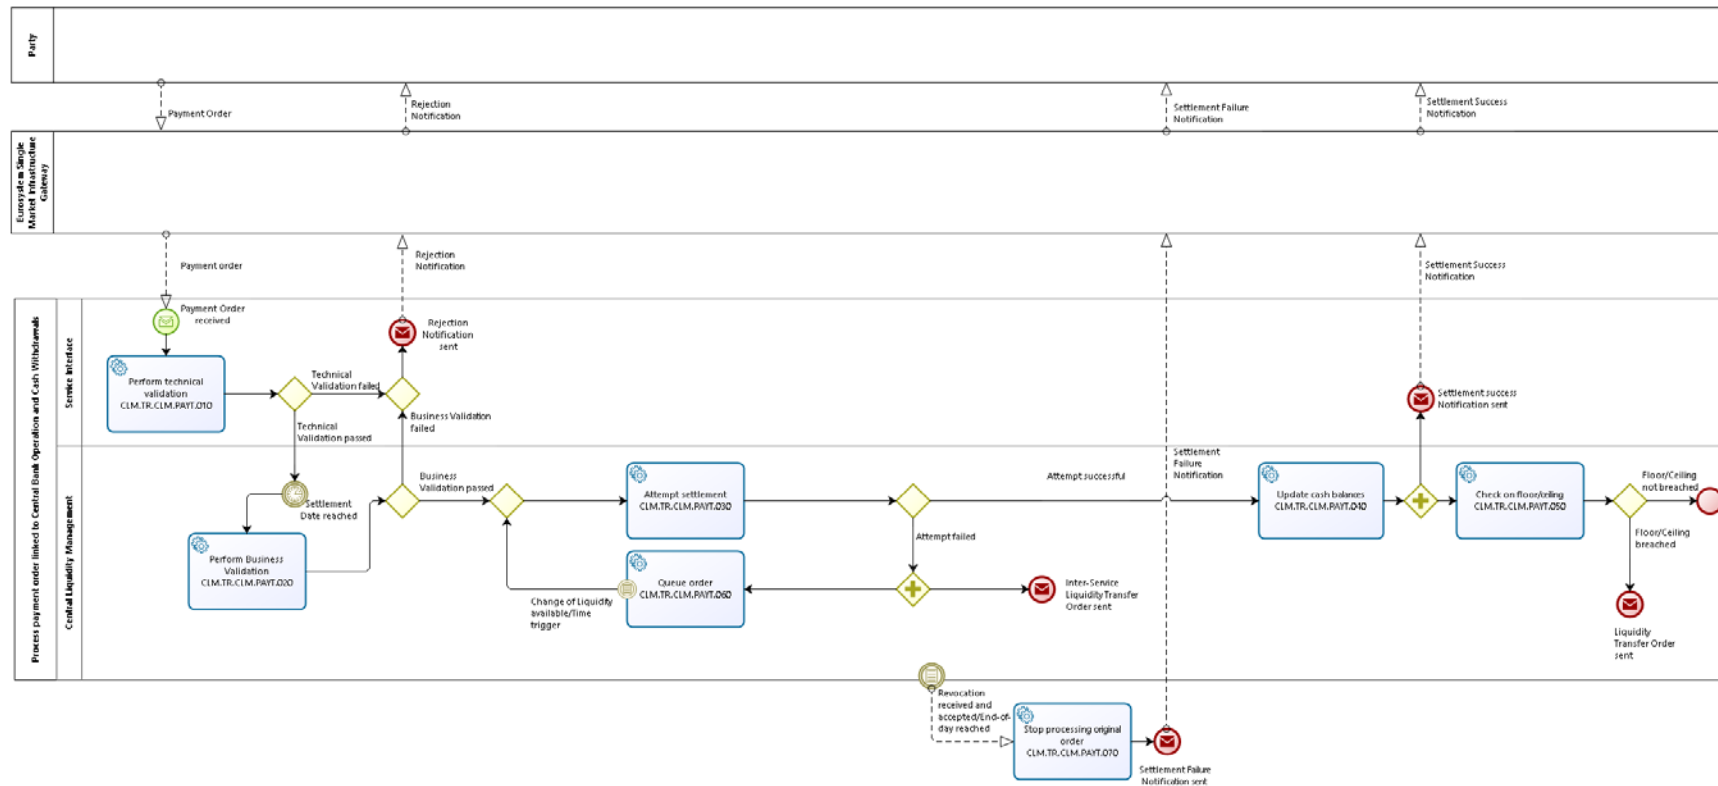 Party
Payment Order
Rejection
Notification
Settlement Failure
Notification
Settlement Success
Notification
Eurosystem Single
Market Infrastructure
Gateway
Payment order
Rejection
Notification
Settlement Success
Notification
Process payment order linked to Central Bank Operation and Cash Withdrawals
Service Interface
Payment Order
received
Rejection
Notification
sent
Perform technical
validation
CLM.TR.CLM.PAYT.010
Technical
Validation failed
Technical
Validation passed
Business Validation
failed
Settlement success
Notification sent
Central Liquidity Management
Settlement
Date reached
Perform Business
Validation
CLM.TR.CLM.PAYT.020
Business
Validation passed
Attempt settlement
CLM.TR.CLM.PAYT.030
Attempt successful
Settlement
Failure
Notification
Update cash balances
CLM.TR.CLM.PAYT.040
Check on floor/ceiling
CLM.TR.CLM.PAYT.050
Floor/Ceiling
not breached
Floor/Ceiling
breached
Attempt failed
Queue order
CLM.TR.CLM.PAYT.060
Change of Liquidity
available/Time
trigger
Inter-Service
Liquidity Transfer
Order sent
Liquidity
Transfer Order
sent
Revocation
received and
accepted/End-of-
day reached
Stop processing original
order
CLM.TR.CLM.PAYT.070
Settlement Failure
Notification sent